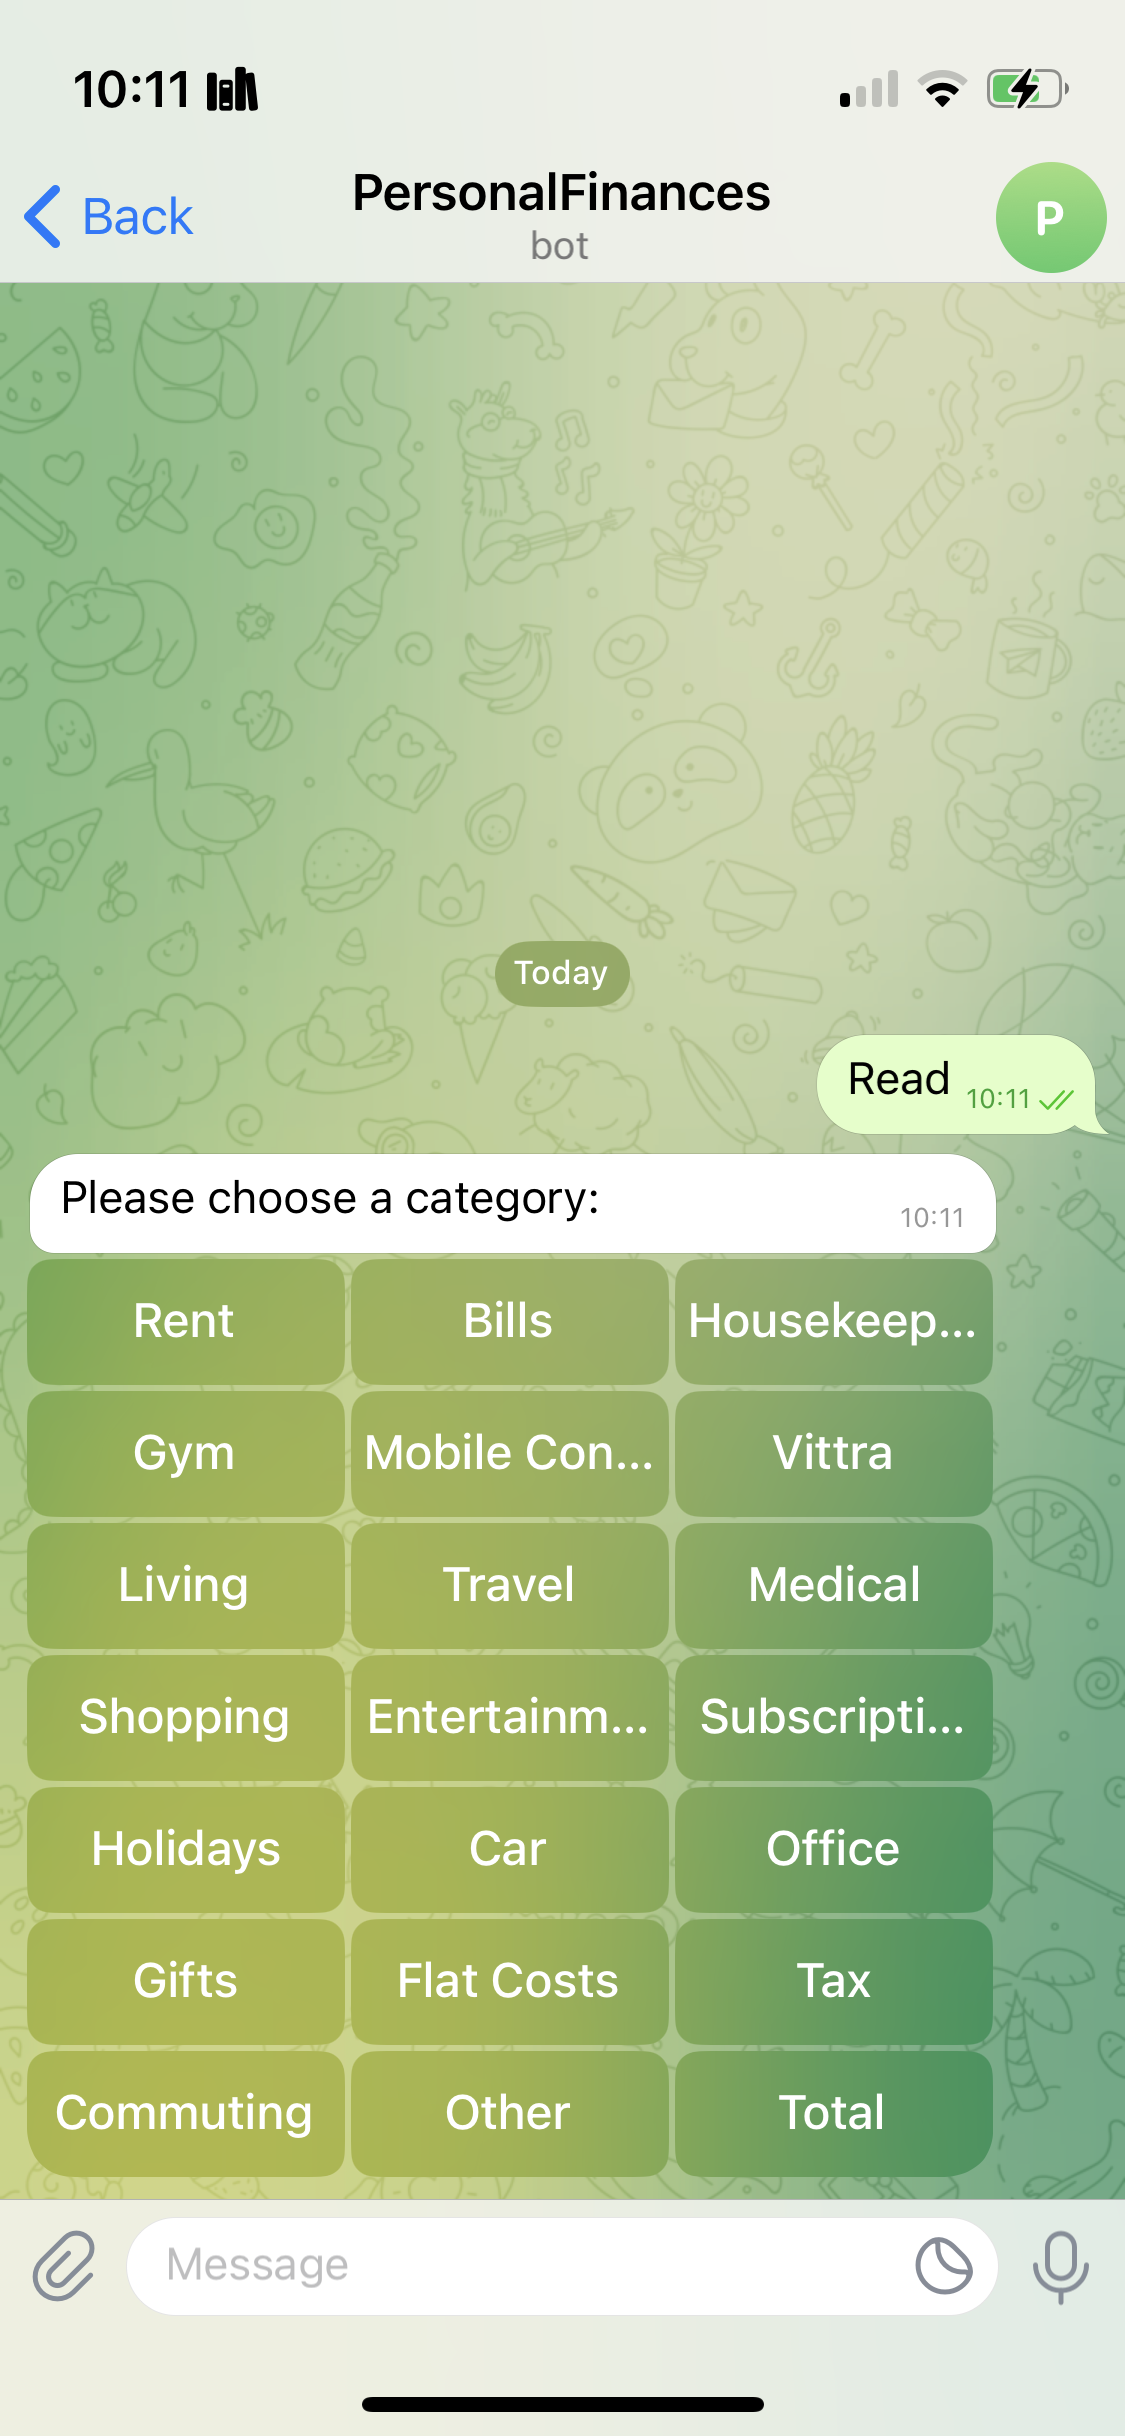 10:11
Back
PersonalFinances
bot
P
Today
Read 10:11
Please choose a category:
10:11
Rent
Bills
Housekeep...
Gym
Mobile Con...
Vittra
Living
Travel
Medical
Shopping
Entertainm...
Subscripti...
Holidays
Car
Office
Gifts
Flat Costs
Tax
Commuting
Other
Total
Message